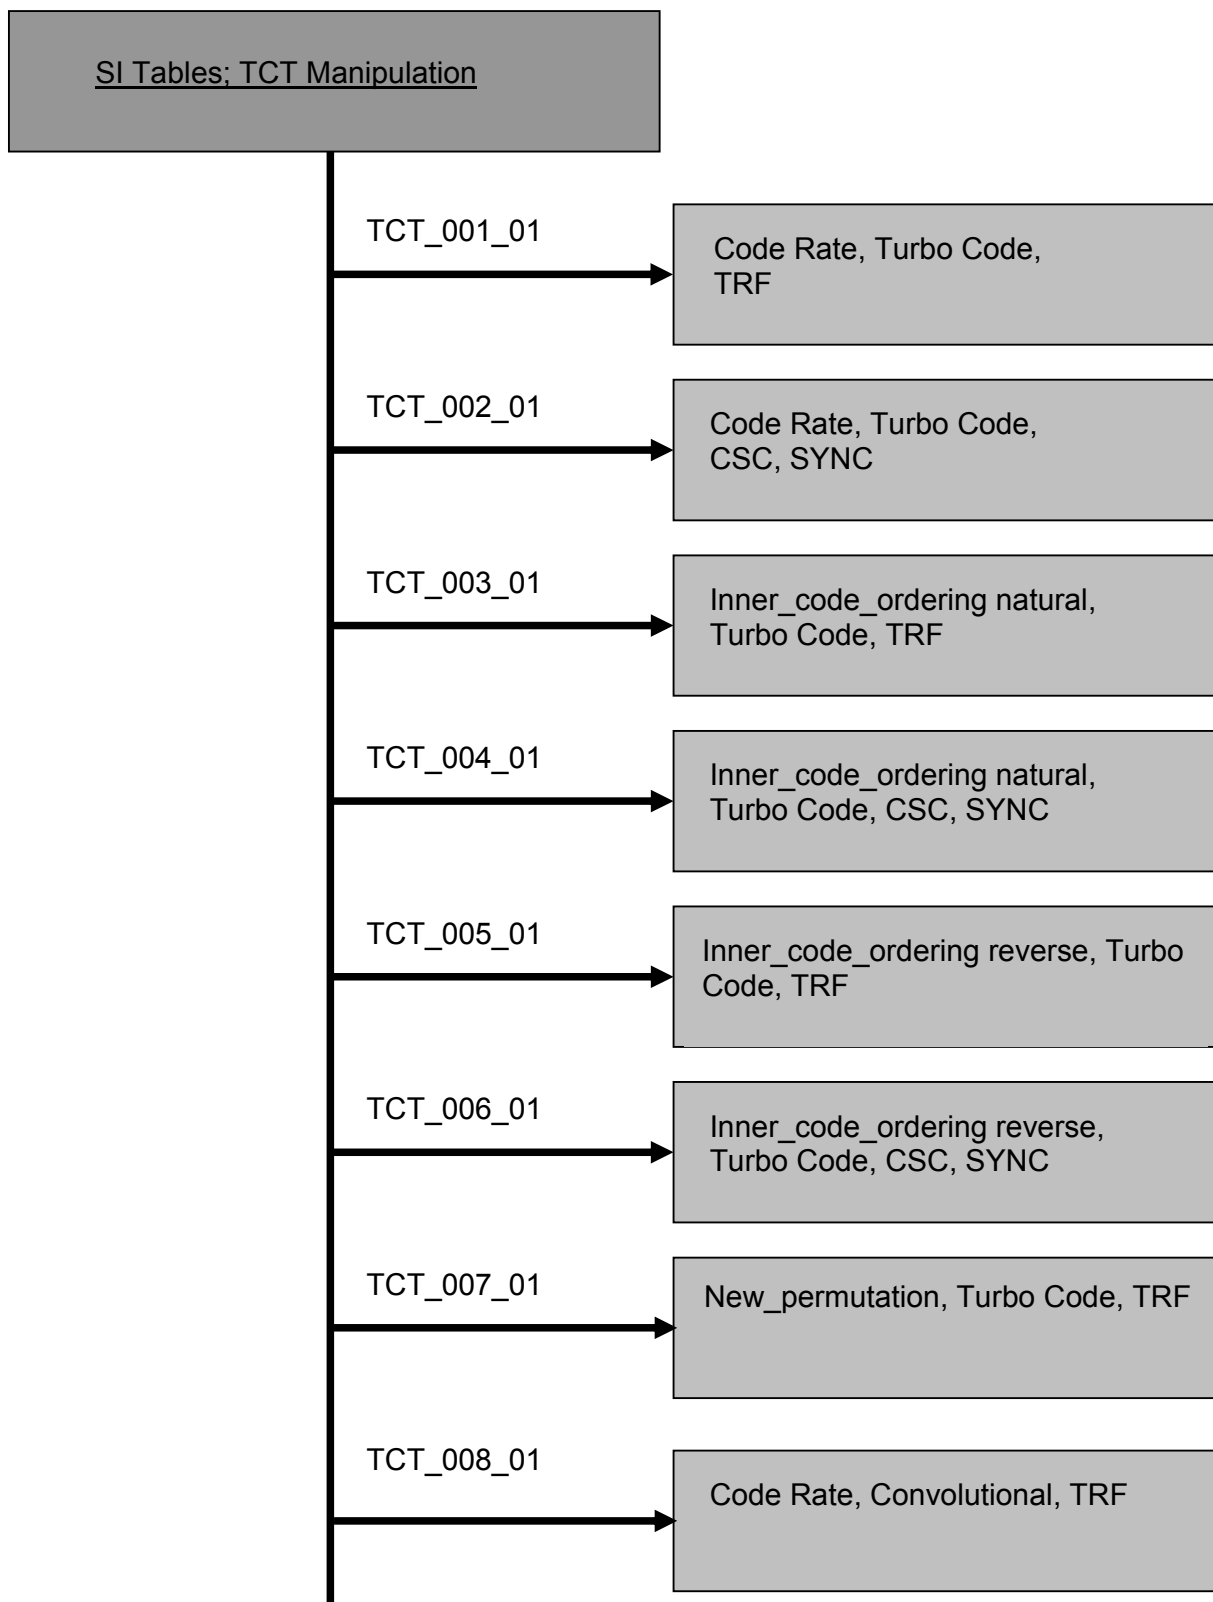 SI Tables; TCT Manipulation
TCT_001_01
Code Rate, Turbo Code,
TRF
TCT_002_01
Code Rate, Turbo Code,
CSC, SYNC
TCT_003_01
Inner_code_ordering natural,
Turbo Code, TRF
TCT_004_01
Inner_code_ordering natural,
Turbo Code, CSC, SYNC
TCT_005_01
Inner_code_ordering reverse, Turbo
Code, TRF
TCT_006_01
Inner_code_ordering reverse,
Turbo Code, CSC, SYNC
TCT_007_01
New_permutation, Turbo Code, TRF
TCT_008_01
Code Rate, Convolutional, TRF